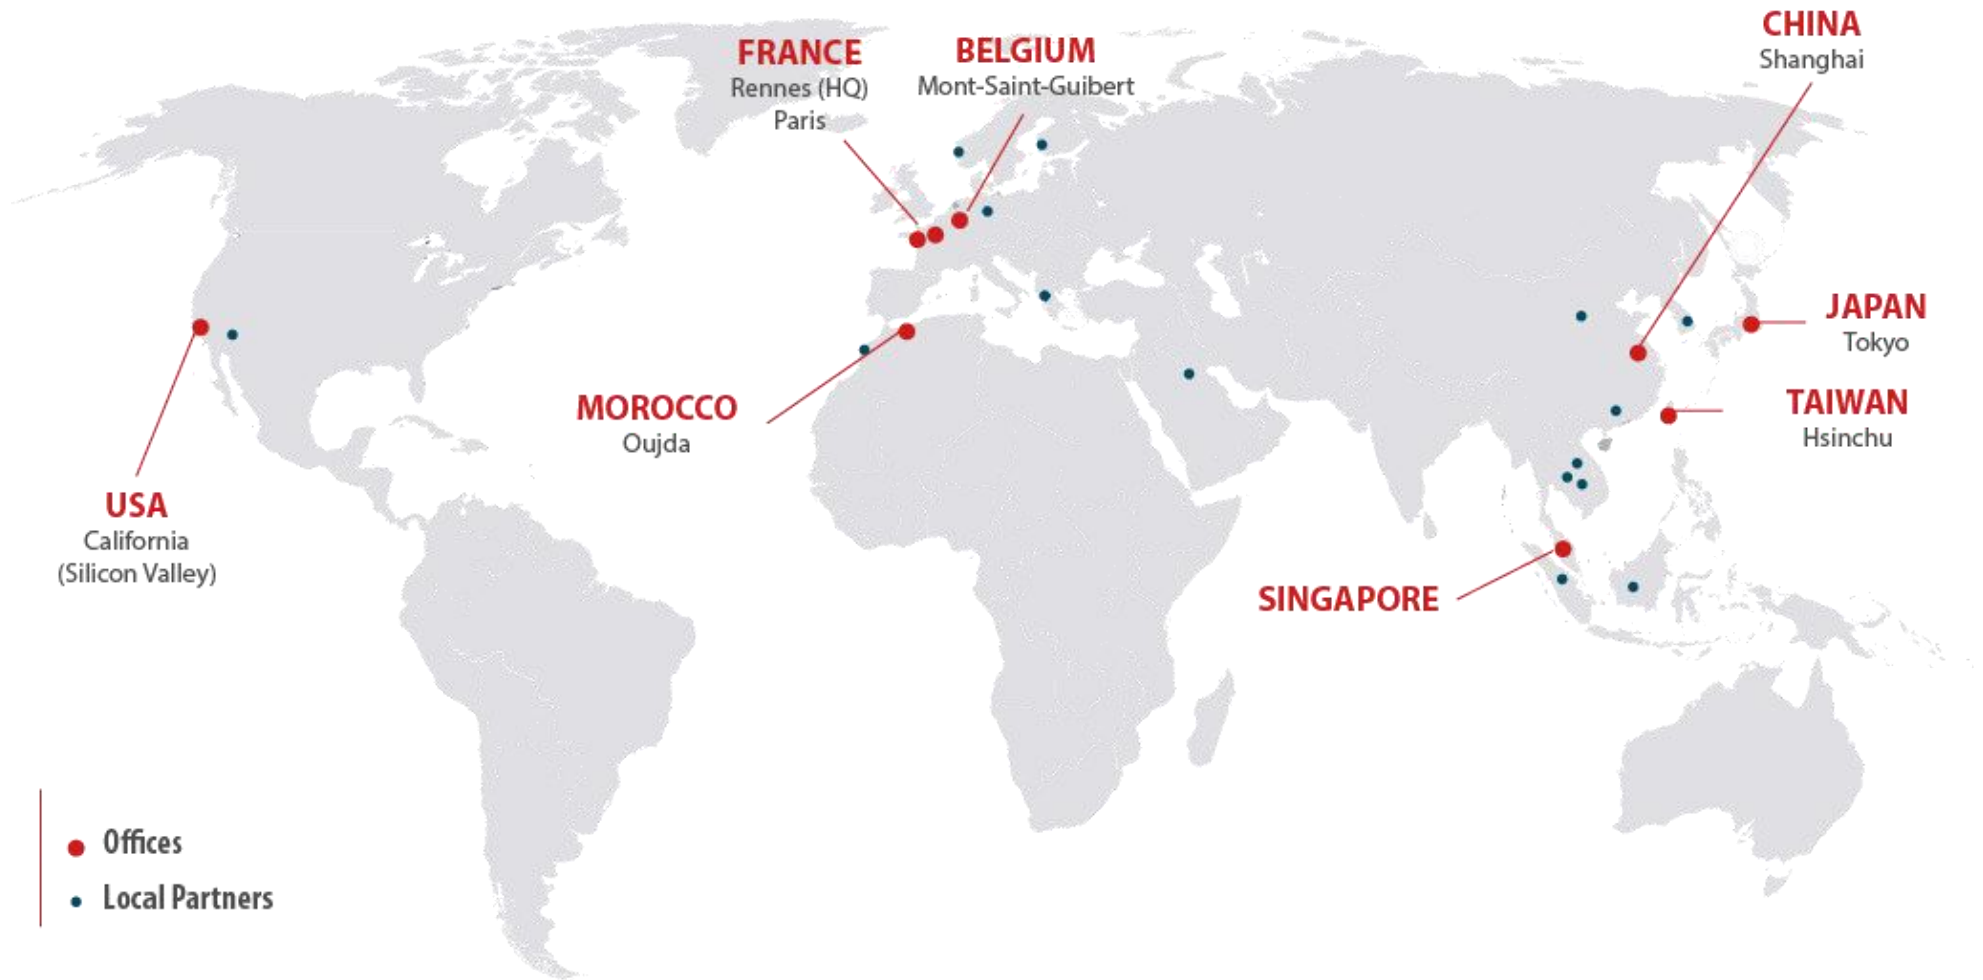 CHINA
Shanghai
FRANCE
Rennes (HQ)
Paris
BELGIUM
Mont-Saint-Guibert
JAPAN
Tokyo
TAIWAN
Hsinchu
MOROCCO
Oujda
USA
California
(Silicon Valley)
SINGAPORE
Offices
Local Partners